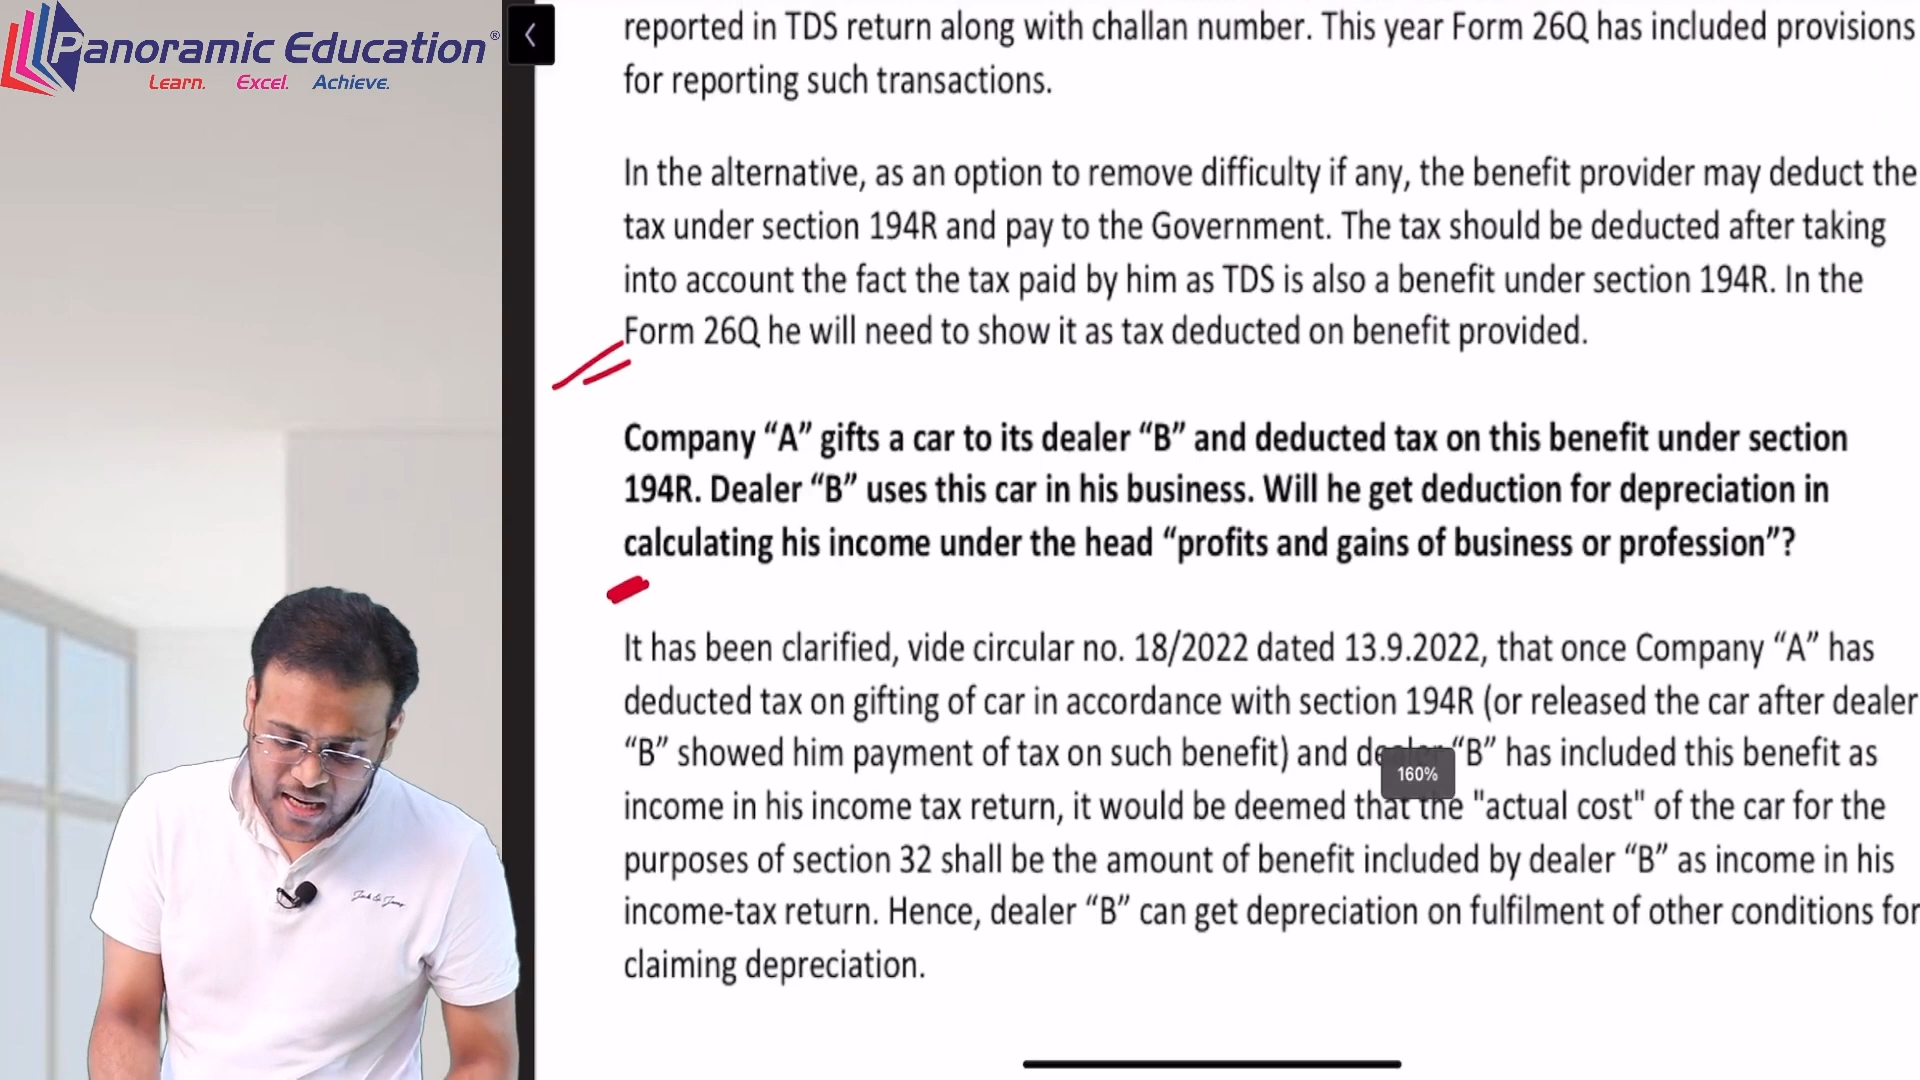 Panoramic Education®
Learn. Excel. Achieve.
reported in TDS return along with challan number. This year Form 26Q has included provisions
for reporting such transactions.
In the alternative, as an option to remove difficulty if any, the benefit provider may deduct the
tax under section 194R and pay to the Government. The tax should be deducted after taking
into account the fact the tax paid by him as TDS is also a benefit under section 194R. In the
Form 26Q he will need to show it as tax deducted on benefit provided.
Company “A” gifts a car to its dealer “B” and deducted tax on this benefit under section
194R. Dealer “B” uses this car in his business. Will he get deduction for depreciation in
calculating his income under the head “profits and gains of business or profession”?
It has been clarified, vide circular no. 18/2022 dated 13.9.2022, that once Company “A” has
deducted tax on gifting of car in accordance with section 194R (or released the car after dealer
“B” showed him payment of tax on such benefit) and dealer “B” has included this benefit as
160%
income in his income tax return, it would be deemed that the "actual cost" of the car for the
purposes of section 32 shall be the amount of benefit included by dealer “B” as income in his
income-tax return. Hence, dealer “B” can get depreciation on fulfilment of other conditions for
claiming depreciation.